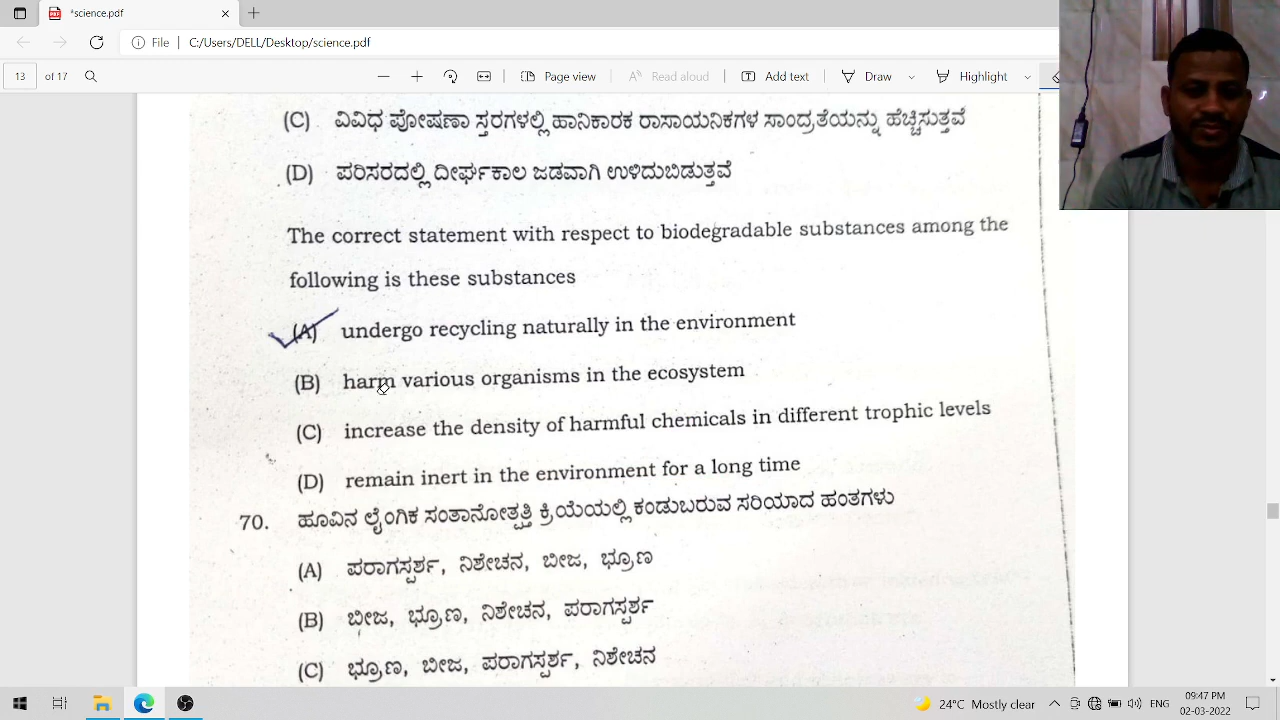 *science.pdf
File | C:/Users/DELL/Desktop/science.pdf
13 of 17 Page view Read aloud Add text Draw Highlight
(C) ವಿವಿಧ ಪೋಷಣಾ ಸ್ತರಗಳಲ್ಲಿ ಹಾನಿಕಾರಕ ರಾಸಾಯನಿಕಗಳ ಸಾಂದ್ರತೆಯನ್ನು ಹೆಚ್ಚಿಸುತ್ತವೆ
(D) ಪರಿಸರದಲ್ಲಿ ದೀರ್ಘಕಾಲ ಜಡವಾಗಿ ಉಳಿದುಬಿಡುತ್ತವೆ
The correct statement with respect to biodegradable substances among the
following is these substances
(A) undergo recycling naturally in the environment
(B) harm various organisms in the ecosystem
(C) increase the density of harmful chemicals in different trophic levels
(D) remain inert in the environment for a long time
70. ಹೂವಿನ ಲೈಂಗಿಕ ಸಂತಾನೋತ್ಪತ್ತಿ ಕ್ರಿಯೆಯಲ್ಲಿ ಕಂಡುಬರುವ ಸರಿಯಾದ ಹಂತಗಳು
(A) ಪರಾಗಸ್ಪರ್ಶ, ನಿಶೇಚನ, ಬೀಜ, ಭ್ರೂಣ
(B) ಬೀಜ, ಭ್ರೂಣ, ನಿಶೇಚನ, ಪರಾಗಸ್ಪರ್ಶ
(C) ಭ್ರೂಣ, ಬೀಜ, ಪರಾಗಸ್ಪರ್ಶ, ನಿಶೇಚನ
24°C Mostly clear ENG 09:47 PM
02-03-2022